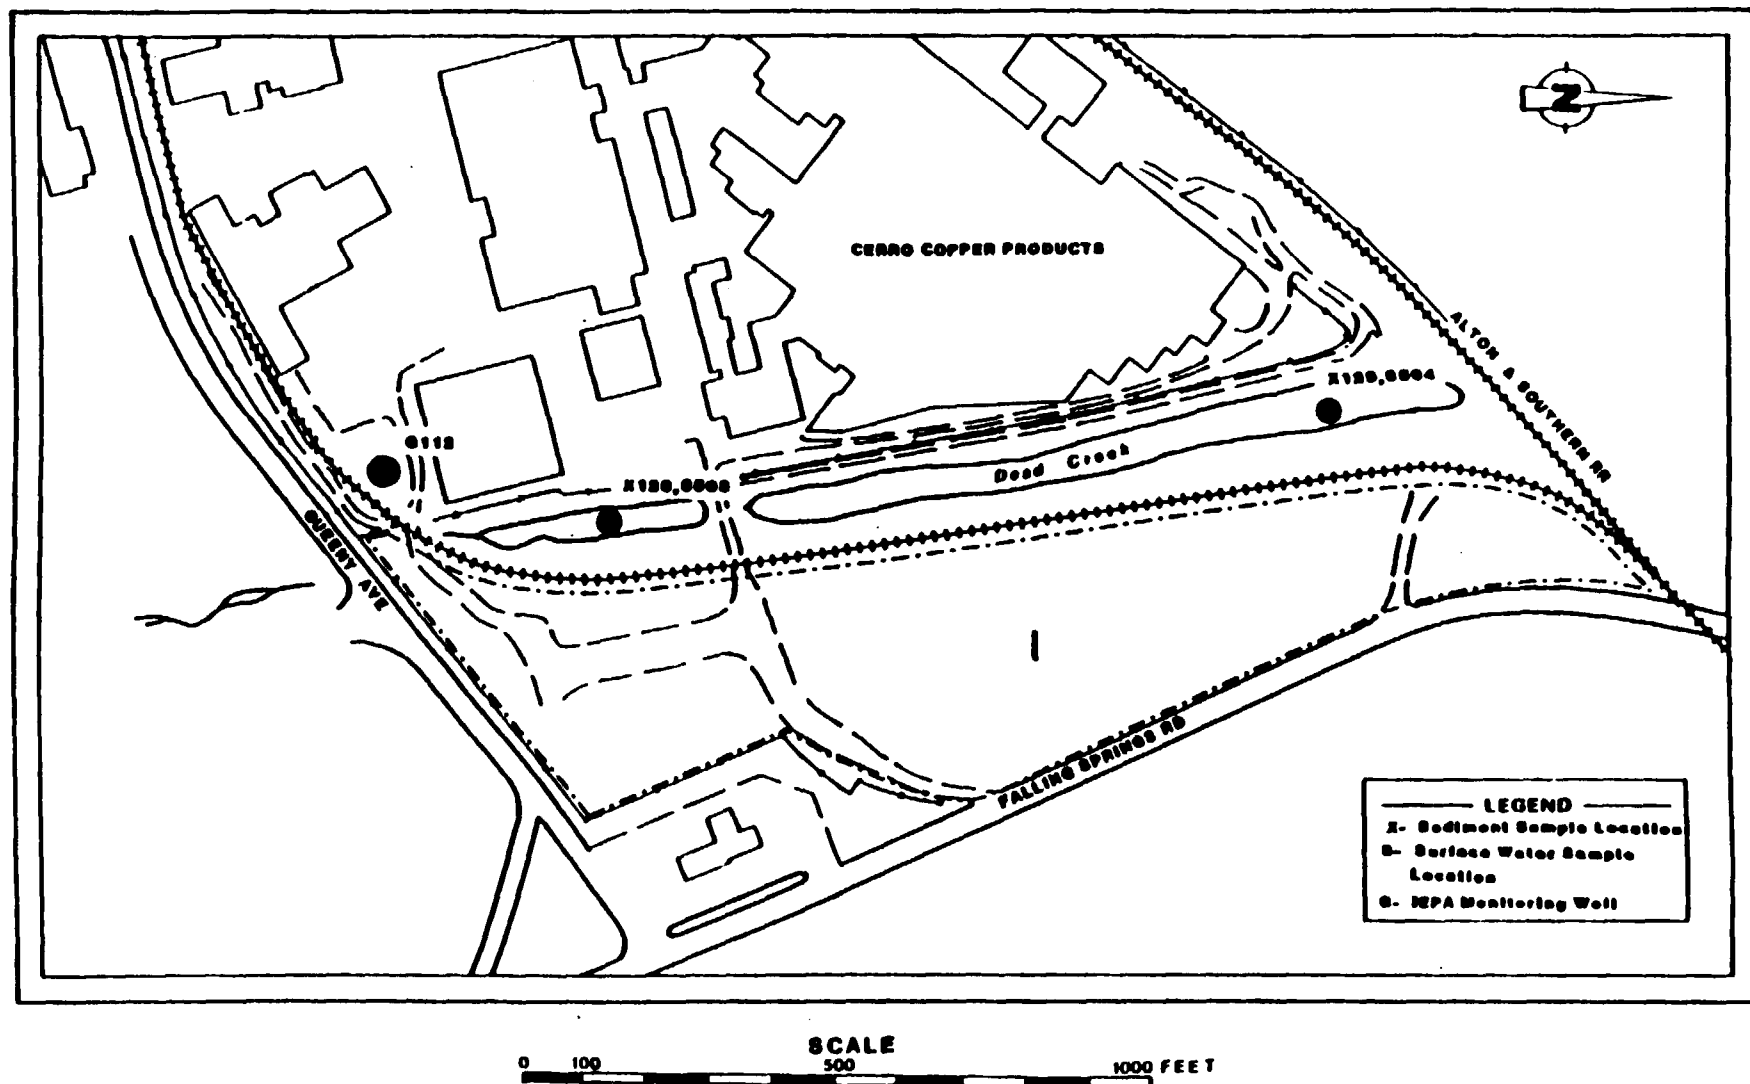 N
CERRO COPPER PRODUCTS
ALTON & SOUTHERN RR
G112
Dead Creek
QUEENY AVE
I
FALLING SPRINGS RD
LEGEND
X- Sediment Sample Location
S- Surface Water Sample
Location
G- IEPA Monitoring Well
SCALE
0 100 500 1000 FEET